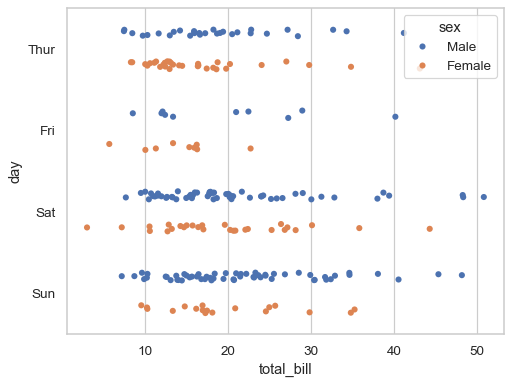 sex
Male
Female
Thur
Fri
Sat
Sun
day
10 20 30 40 50
total_bill